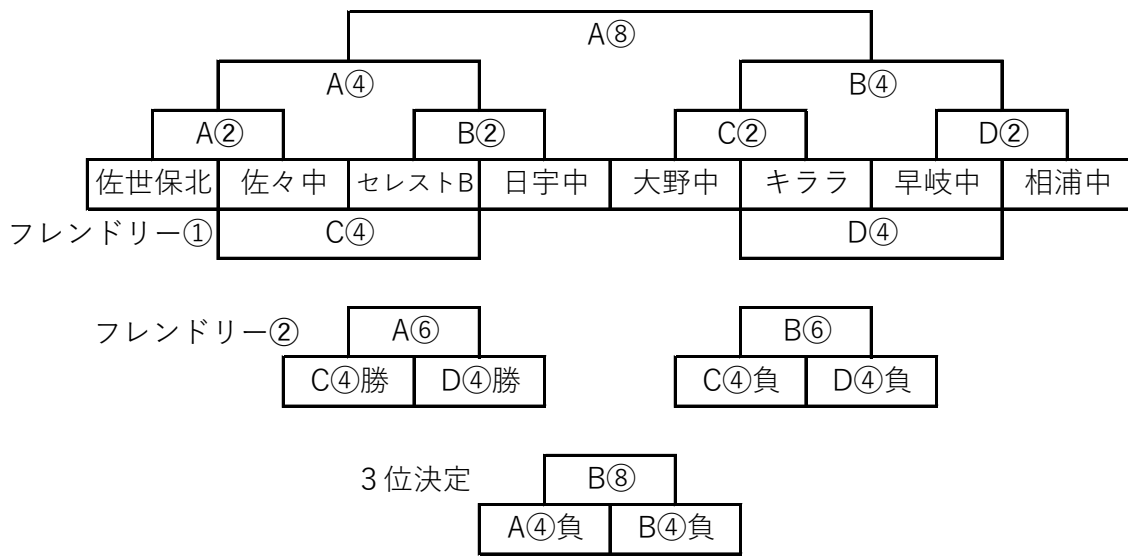 A⑧
A④ B④
A② B② C② D②
佐世保北 佐々中 セレストB 日宇中 大野中 キララ 早岐中 相浦中
フレンドリー① C④ D④
フレンドリー② A⑥ B⑥
C④勝 D④勝 C④負 D④負
３位決定 B⑧
A④負 B④負